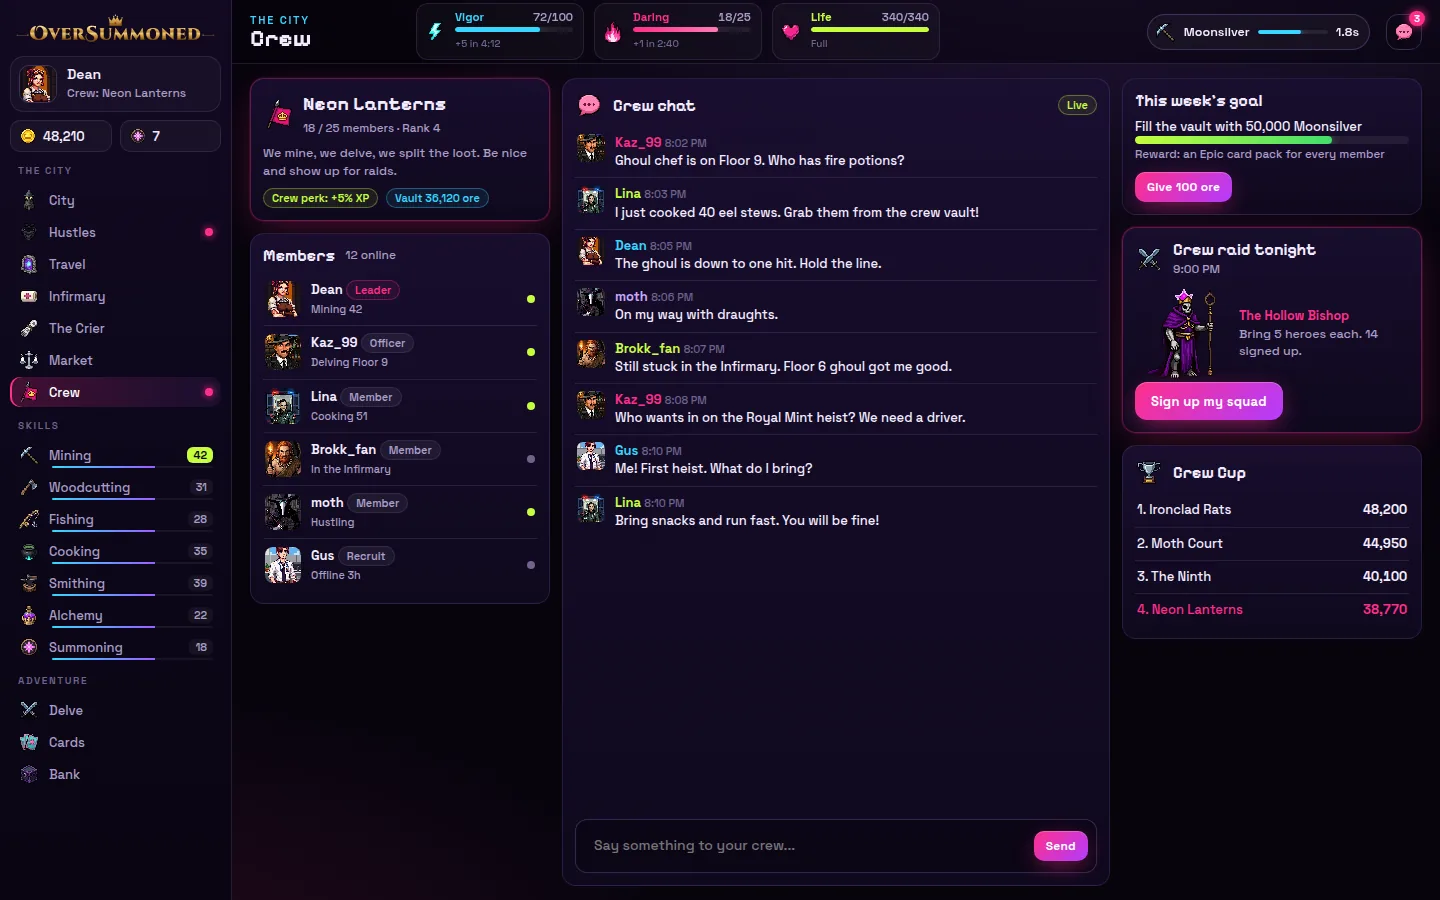 OverSummoned
Dean
Crew: Neon Lanterns
48,210
7
THE CITY
City
Hustles
Travel
Infirmary
The Crier
Market
Crew
SKILLS
Mining 42
Woodcutting 31
Fishing 28
Cooking 35
Smithing 39
Alchemy 22
Summoning 18
ADVENTURE
Delve
Cards
Bank
THE CITY
Crew
Vigor 72/100
+5 in 4:12
Daring 18/25
+1 in 2:40
Life 340/340
Full
Moonsilver 1.8s
3
Neon Lanterns
18 / 25 members · Rank 4
We mine, we delve, we split the loot. Be nice
and show up for raids.
Crew perk: +5% XP
Vault 36,120 ore
Members 12 online
Dean Leader
Mining 42
Kaz_99 Officer
Delving Floor 9
Lina Member
Cooking 51
Brokk_fan Member
In the Infirmary
moth Member
Hustling
Gus Recruit
Offline 3h
Crew chat
Live
Kaz_99 8:02 PM
Ghoul chef is on Floor 9. Who has fire potions?
Lina 8:03 PM
I just cooked 40 eel stews. Grab them from the crew vault!
Dean 8:05 PM
The ghoul is down to one hit. Hold the line.
moth 8:06 PM
On my way with draughts.
Brokk_fan 8:07 PM
Still stuck in the Infirmary. Floor 6 ghoul got me good.
Kaz_99 8:08 PM
Who wants in on the Royal Mint heist? We need a driver.
Gus 8:10 PM
Me! First heist. What do I bring?
Lina 8:10 PM
Bring snacks and run fast. You will be fine!
Say something to your crew...
Send
This week's goal
Fill the vault with 50,000 Moonsilver
Reward: an Epic card pack for every member
Give 100 ore
Crew raid tonight
9:00 PM
The Hollow Bishop
Bring 5 heroes each. 14
signed up.
Sign up my squad
Crew Cup
1. Ironclad Rats 48,200
2. Moth Court 44,950
3. The Ninth 40,100
4. Neon Lanterns 38,770